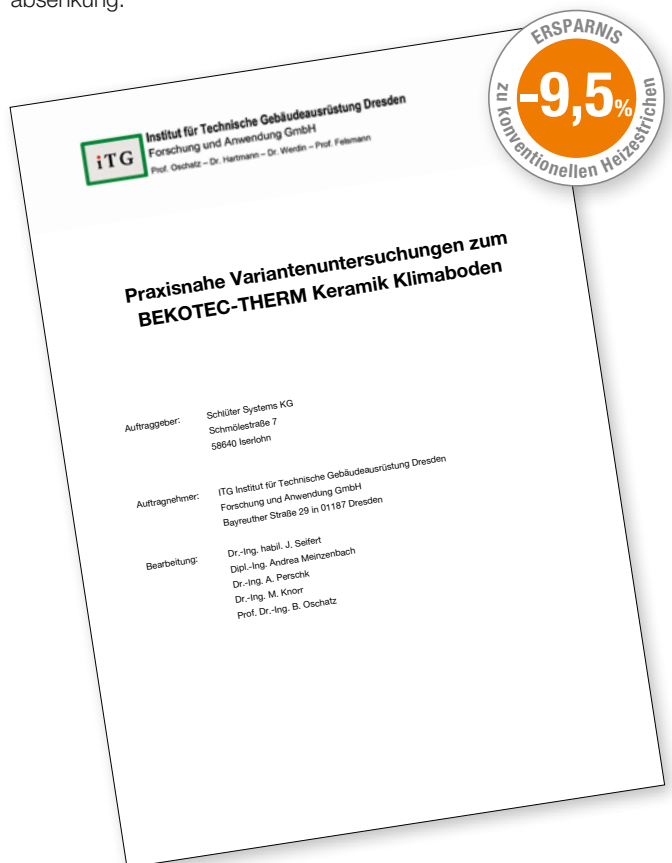 absenkung.
ERSPARNIS
-9,5%
zu konventionellen Heizestrichen
iTG
Institut für Technische Gebäudeausrüstung Dresden
Forschung und Anwendung GmbH
Prof. Oschatz – Dr. Hartmann – Dr. Werdin – Prof. Felsmann
Praxisnahe Variantenuntersuchungen zum
BEKOTEC-THERM Keramik Klimaboden
Auftraggeber: Schlüter Systems KG
Schmölestraße 7
58640 Iserlohn
Auftragnehmer: ITG Institut für Technische Gebäudeausrüstung Dresden
Forschung und Anwendung GmbH
Bayreuther Straße 29 in 01187 Dresden
Bearbeitung: Dr.-Ing. habil. J. Seifert
Dipl.-Ing. Andrea Meinzenbach
Dr.-Ing. A. Perschk
Dr.-Ing. M. Knorr
Prof. Dr.-Ing. B. Oschatz